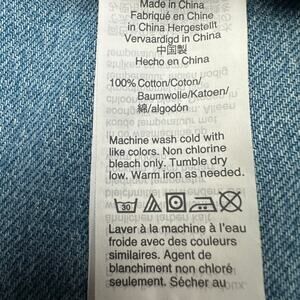 Made in China
Fabriqué en Chine
in China Hergestellt
Vervaardigd in China
中国製
Hecho en China
100% Cotton/Coton/
Baumwolle/Katoen/
綿/algodón
Machine wash cold with
like colors. Non chlorine
bleach only. Tumble dry
low. Warm iron as needed.
30
Laver à la machine à l'eau
froide avec des couleurs
similaires. Agent de
blanchiment non chloré
seulement. Sécher au